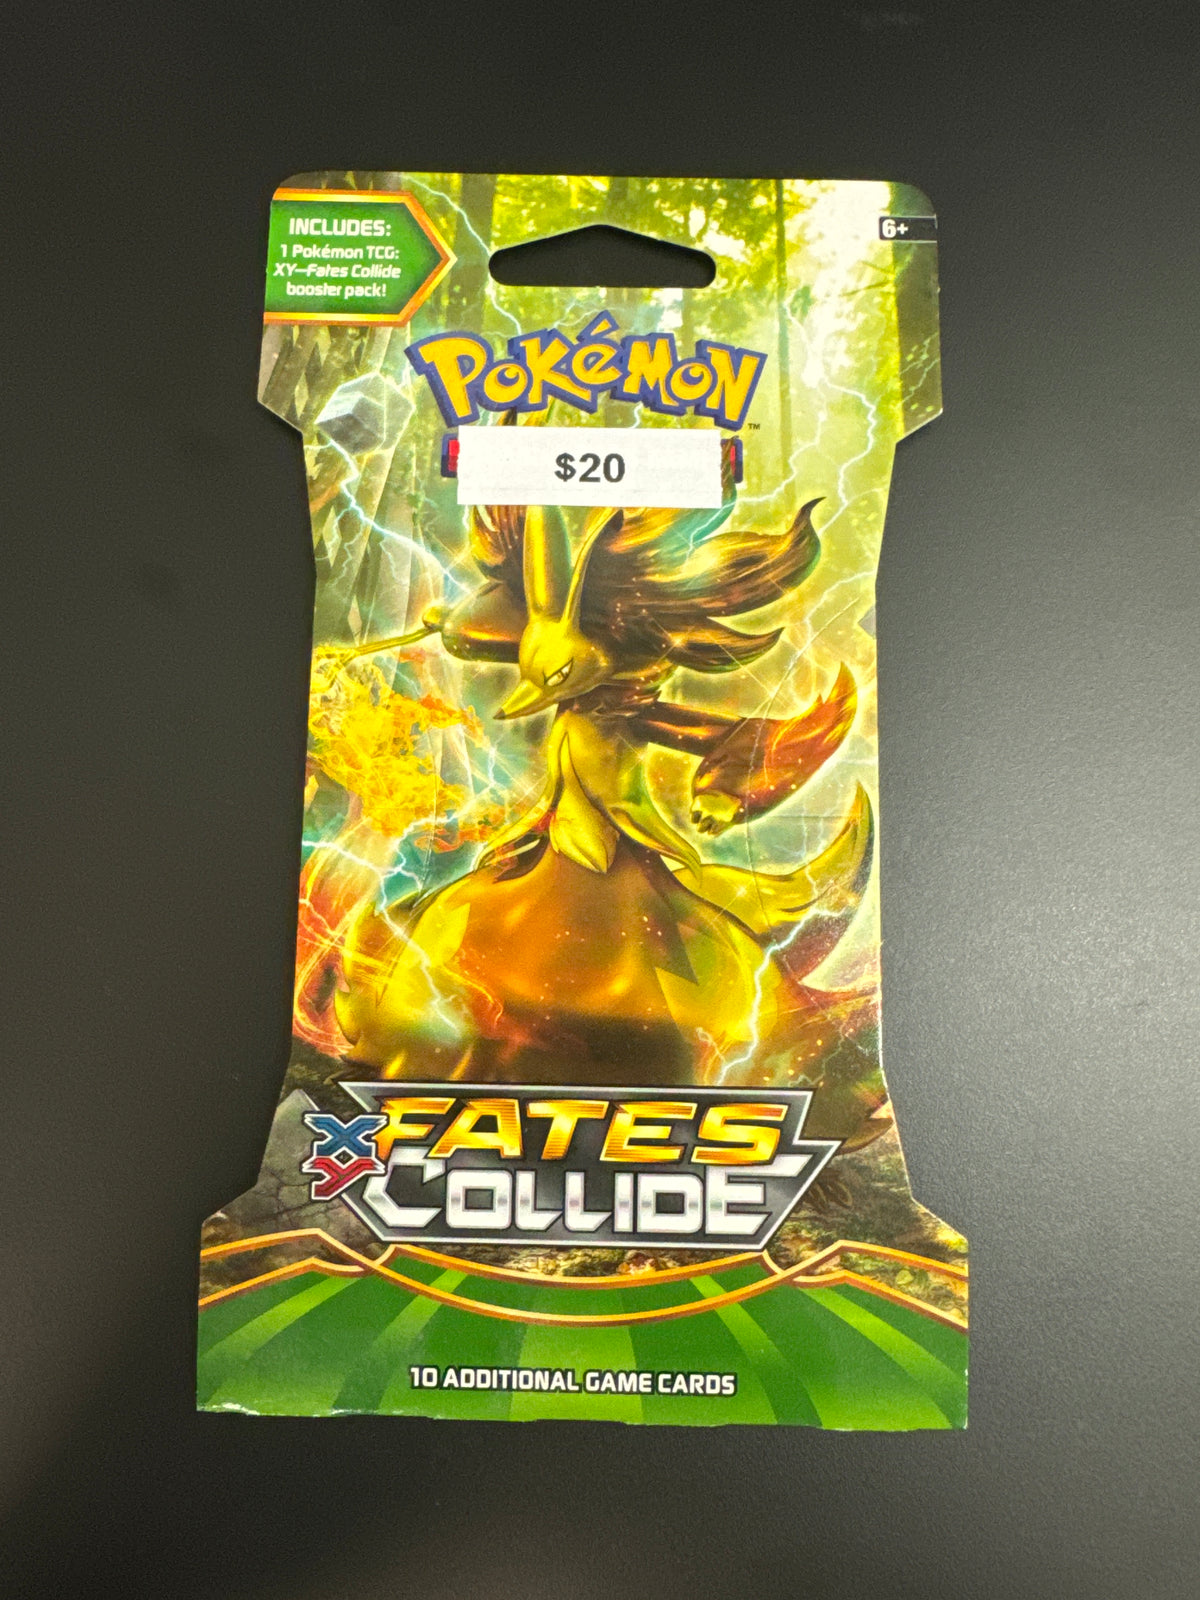 INCLUDES:
1 Pokémon TCG:
XY—Fates Collide
booster pack!
6+
POKéMON
TM
$20
XY
FATES
COLLIDE
10 ADDITIONAL GAME CARDS